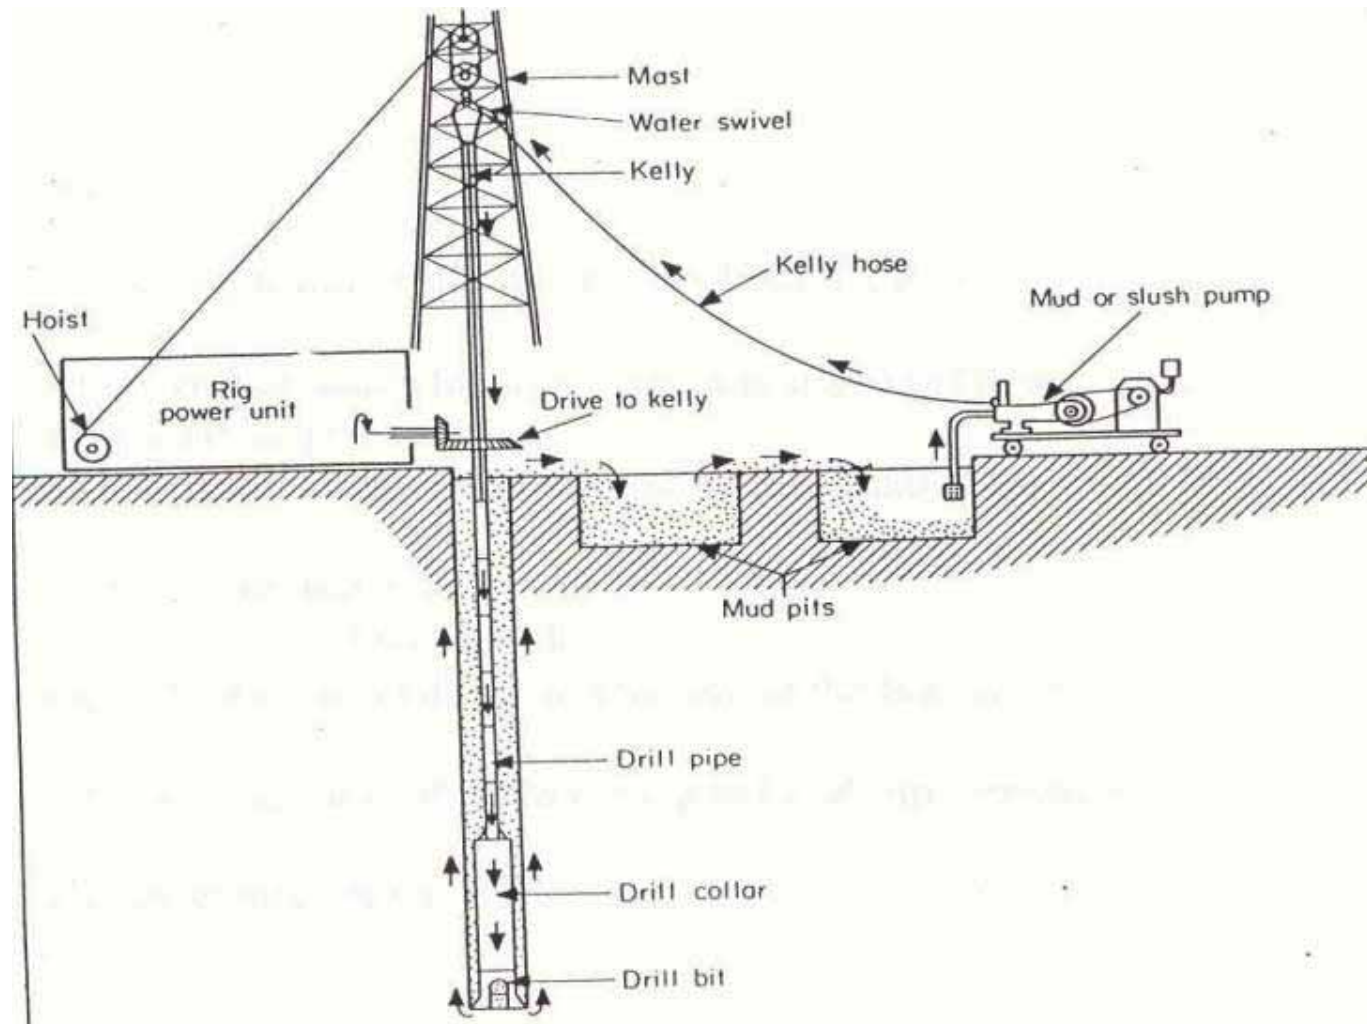 Mast
Water swivel
Kelly
Kelly hose
Mud or slush pump
Hoist
Rig
power unit
Drive to kelly
Mud pits
Drill pipe
Drill collar
Drill bit